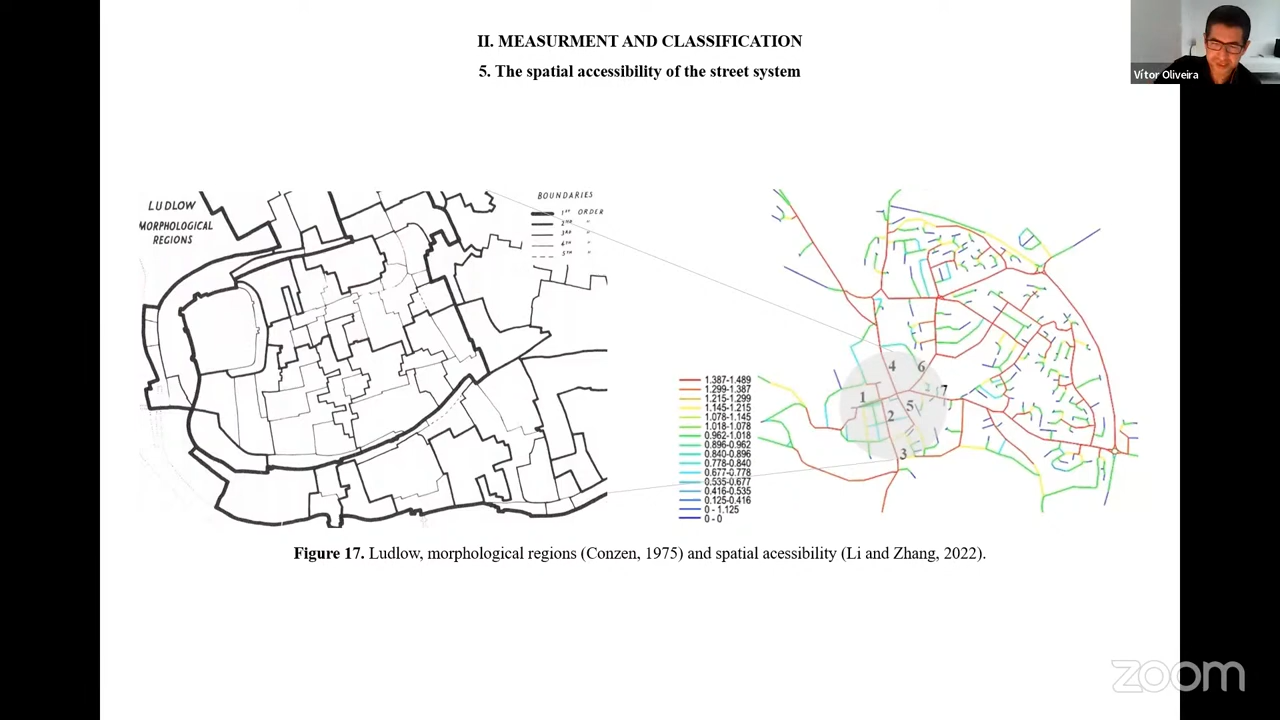 II. MEASURMENT AND CLASSIFICATION
5. The spatial accessibility of the street system
Vítor Oliveira
LUDLOW
MORPHOLOGICAL
REGIONS
BOUNDARIES
1ST ORDER
2ND "
3RD "
4TH "
5TH "
1.387-1.489
1.299-1.387
1.215-1.299
1.145-1.215
1.078-1.145
1.018-1.078
0.962-1.018
0.896-0.962
0.840-0.896
0.778-0.840
0.677-0.778
0.535-0.677
0.416-0.535
0.125-0.416
0 - 1.125
0 - 0
4
6
7
1
5
2
3
Figure 17. Ludlow, morphological regions (Conzen, 1975) and spatial acessibility (Li and Zhang, 2022).
zoom